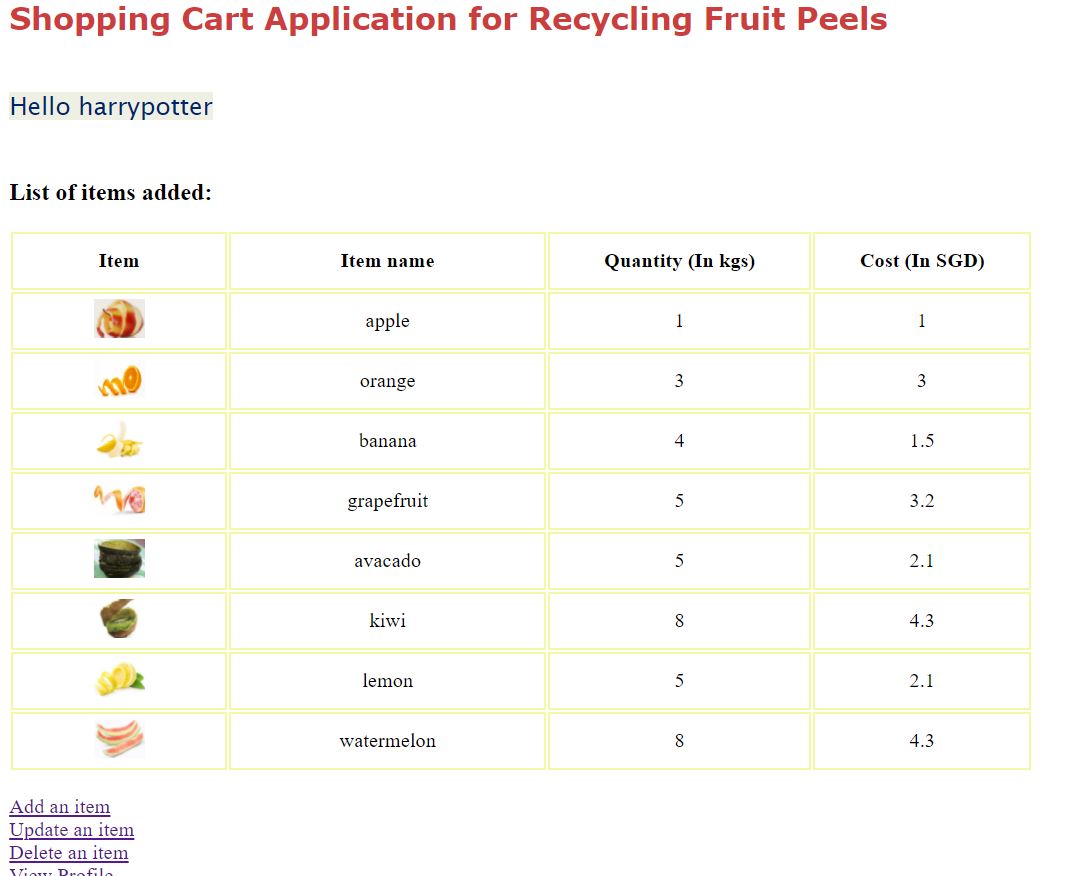 Shopping Cart Application for Recycling Fruit Peels
Hello harrypotter
List of items added:
Item Item name Quantity (In kgs) Cost (In SGD)
apple 1 1
orange 3 3
banana 4 1.5
grapefruit 5 3.2
avacado 5 2.1
kiwi 8 4.3
lemon 5 2.1
watermelon 8 4.3
Add an item
Update an item
Delete an item
View Profile